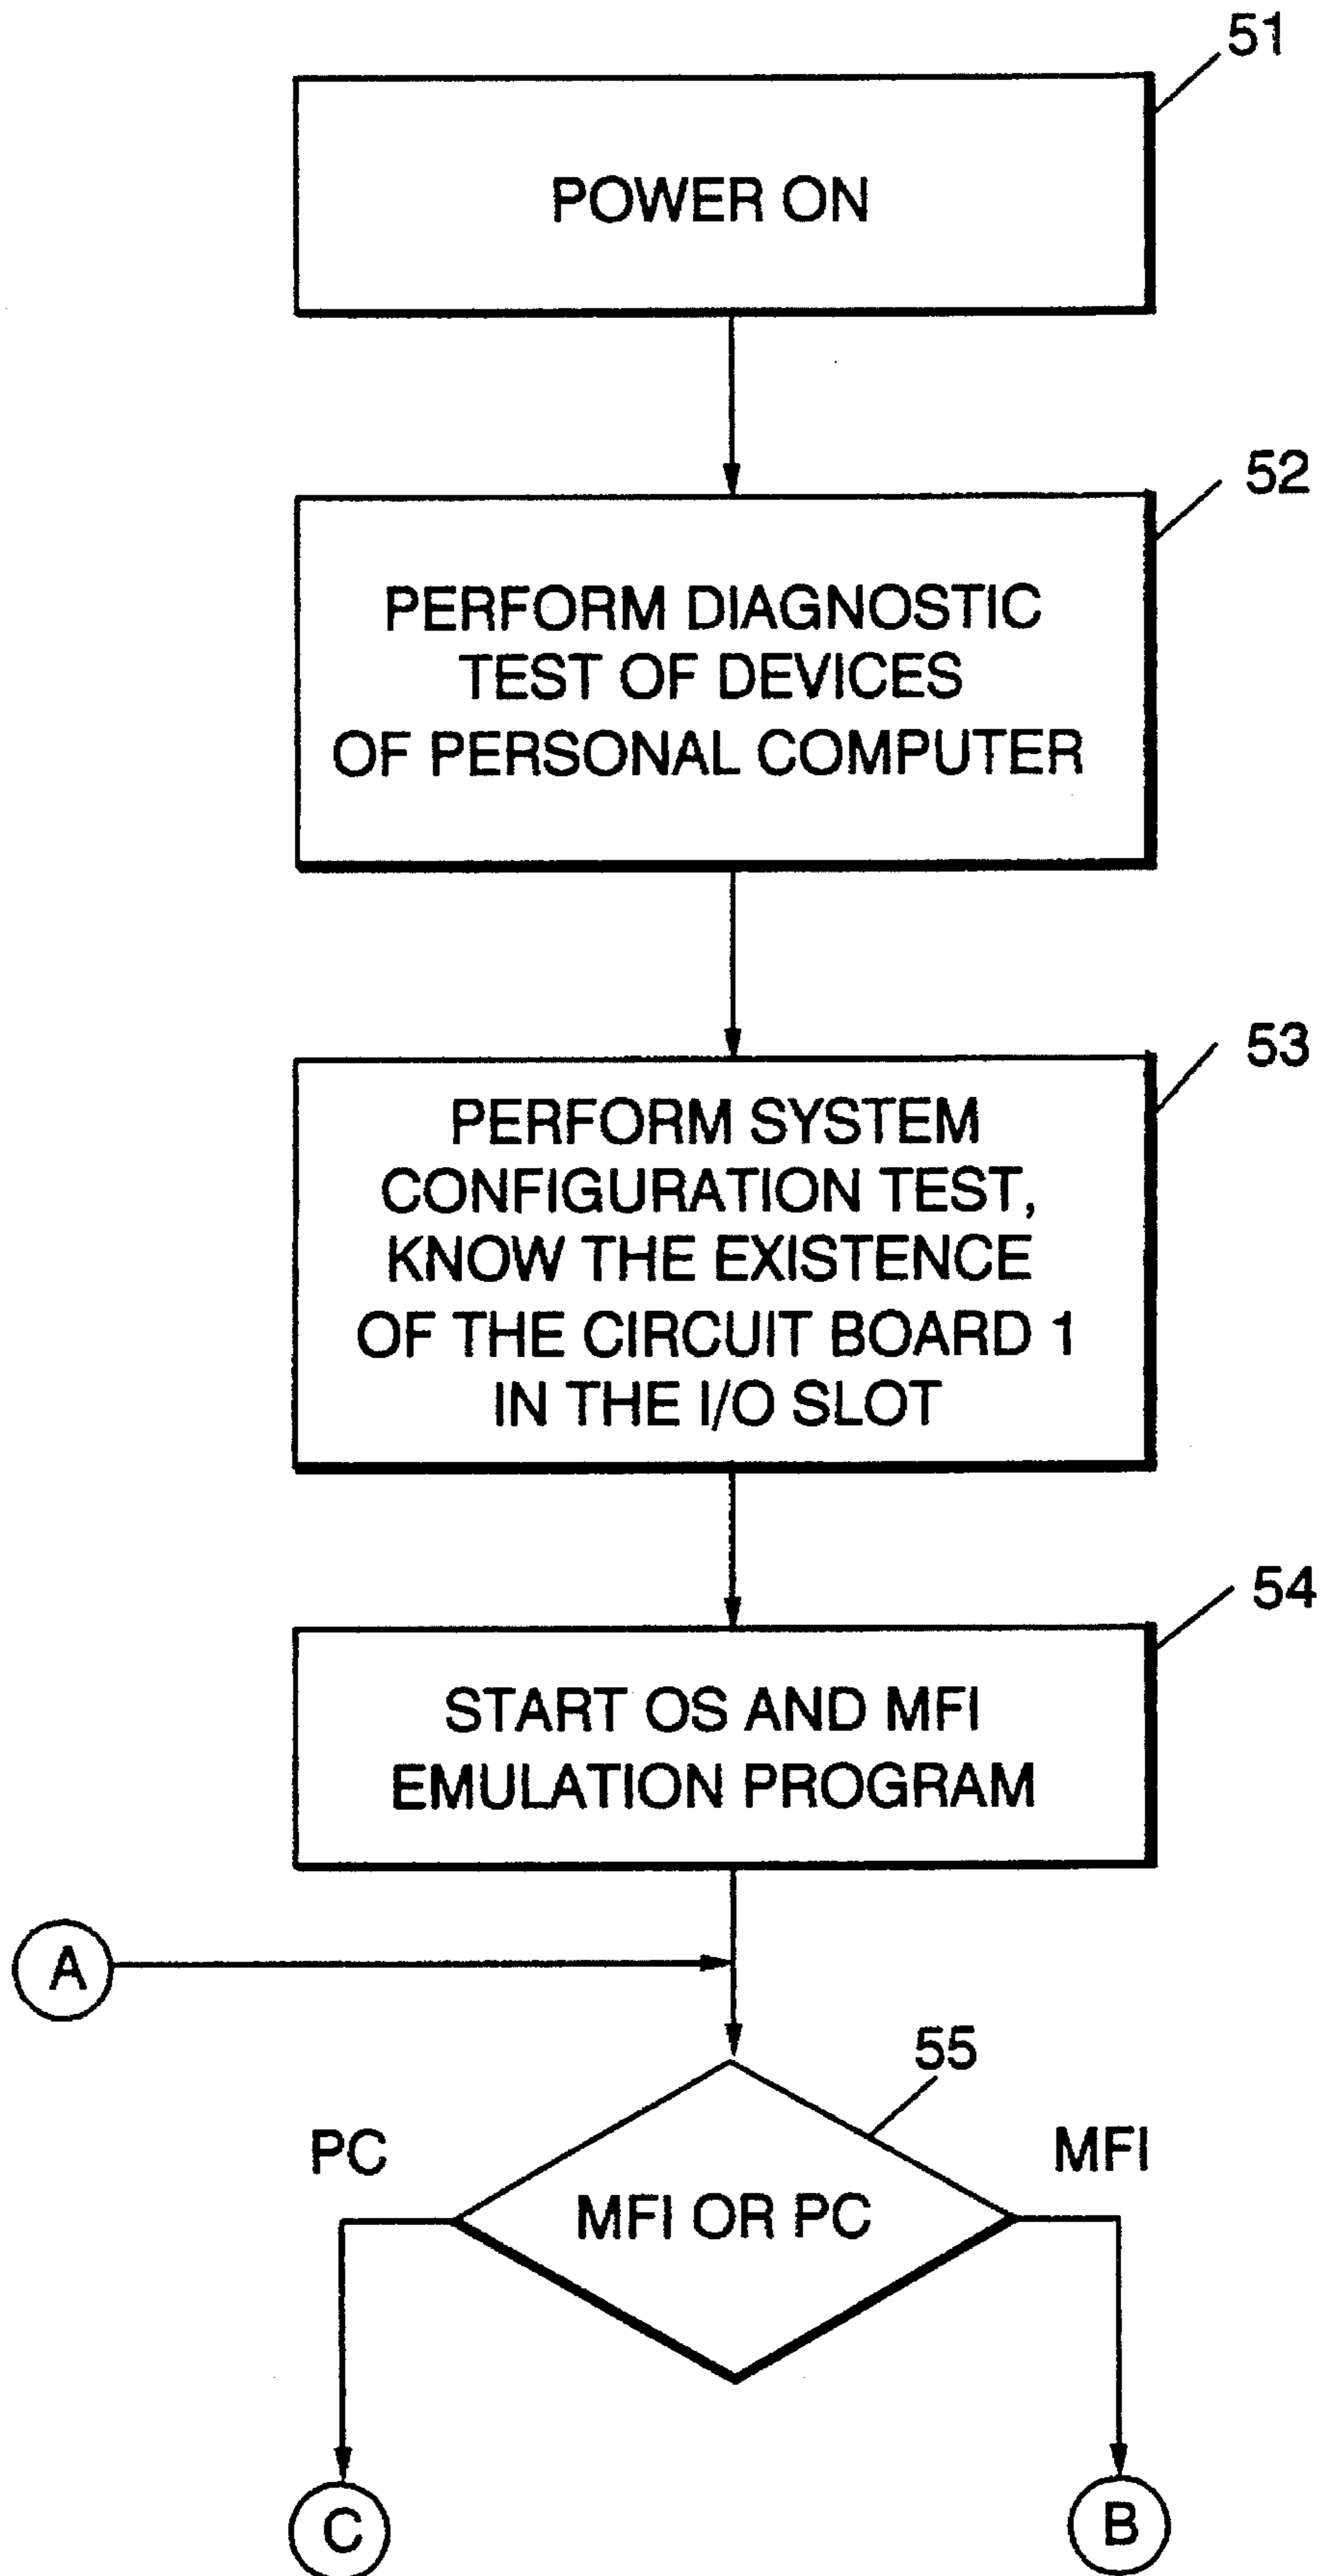 51
POWER ON
52
PERFORM DIAGNOSTIC
TEST OF DEVICES
OF PERSONAL COMPUTER
53
PERFORM SYSTEM
CONFIGURATION TEST,
KNOW THE EXISTENCE
OF THE CIRCUIT BOARD 1
IN THE I/O SLOT
54
START OS AND MFI
EMULATION PROGRAM
A
55
PC
MFI
MFI OR PC
C
B